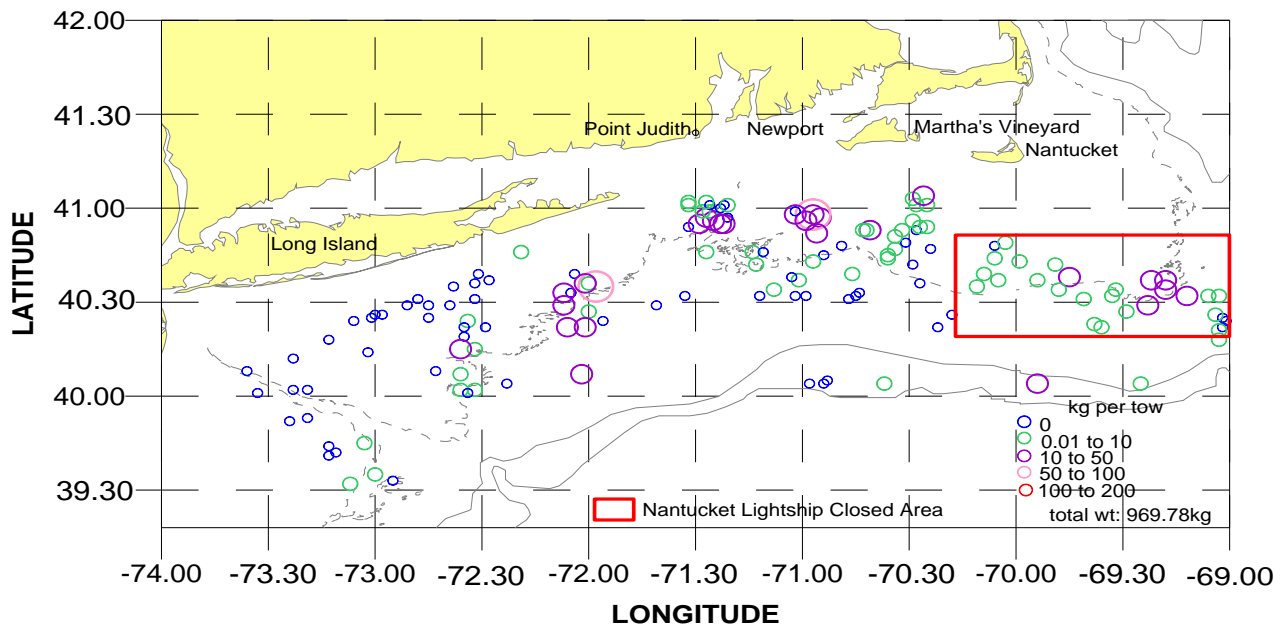 42.00
41.30
41.00
40.30
40.00
39.30
LATITUDE
Point Judith
Newport
Martha's Vineyard
Nantucket
Long Island
kg per tow
0
0.01 to 10
10 to 50
50 to 100
100 to 200
total wt: 969.78kg
Nantucket Lightship Closed Area
-74.00 -73.30 -73.00 -72.30 -72.00 -71.30 -71.00 -70.30 -70.00 -69.30 -69.00
LONGITUDE